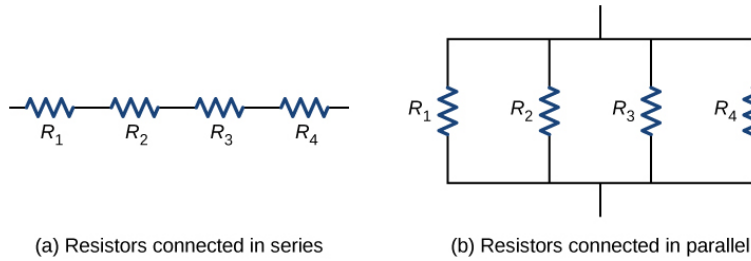 R1 R2 R3 R4
(a) Resistors connected in series
R1 R2 R3 R4
(b) Resistors connected in parallel